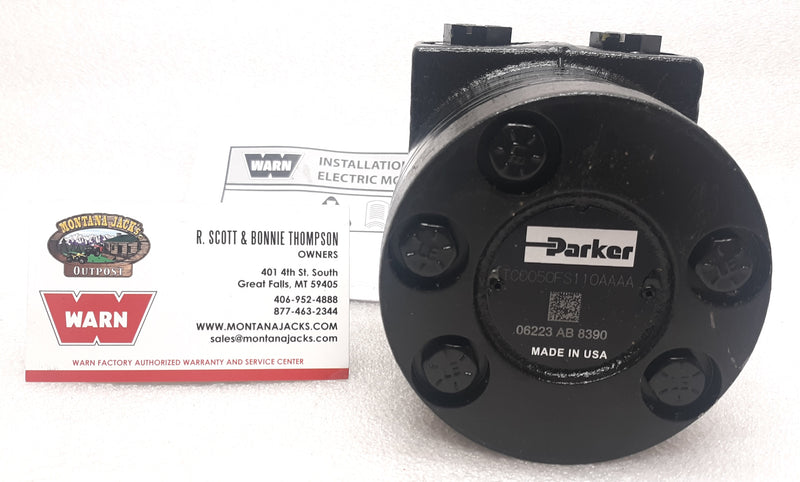 MONTANA JACK'S
OUTPOST
WARN
R. SCOTT & BONNIE THOMPSON
OWNERS
401 4th St. South
Great Falls, MT 59405
406-952-4888
877-463-2344
WWW.MONTANAJACKS.COM
sales@montanajacks.com
WARN FACTORY AUTHORIZED WARRANTY AND SERVICE CENTER
WARN
INSTALLATION
ELECTRIC MO
Parker
TC0050FS110AAAA
06223 AB 8390
MADE IN USA